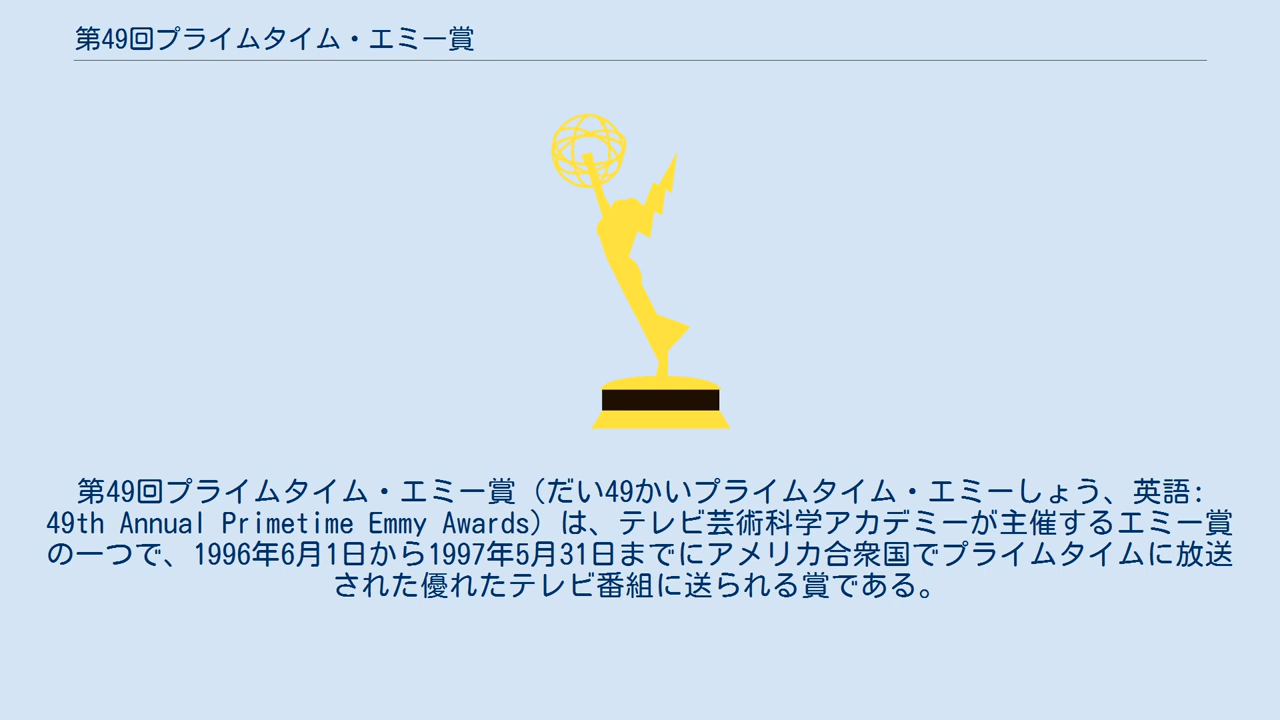 第49回プライムタイム・エミー賞
第49回プライムタイム・エミー賞（だい49かいプライムタイム・エミーしょう、英語:
49th Annual Primetime Emmy Awards）は、テレビ芸術科学アカデミーが主催するエミー賞
の一つで、1996年6月1日から1997年5月31日までにアメリカ合衆国でプライムタイムに放送
された優れたテレビ番組に送られる賞である。